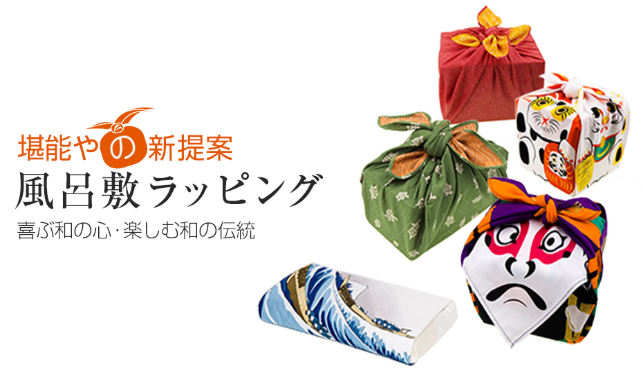 堪能やの新提案
風呂敷ラッピング
喜ぶ和の心・楽しむ和の伝統